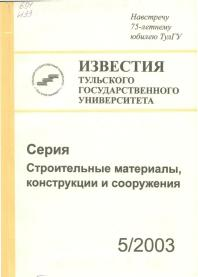 Навстречу
75-летнему
юбилею ТулГУ
ИЗВЕСТИЯ
ТУЛЬСКОГО
ГОСУДАРСТВЕННОГО
УНИВЕРСИТЕТА
Серия
Строительные материалы,
конструкции и сооружения
5/2003